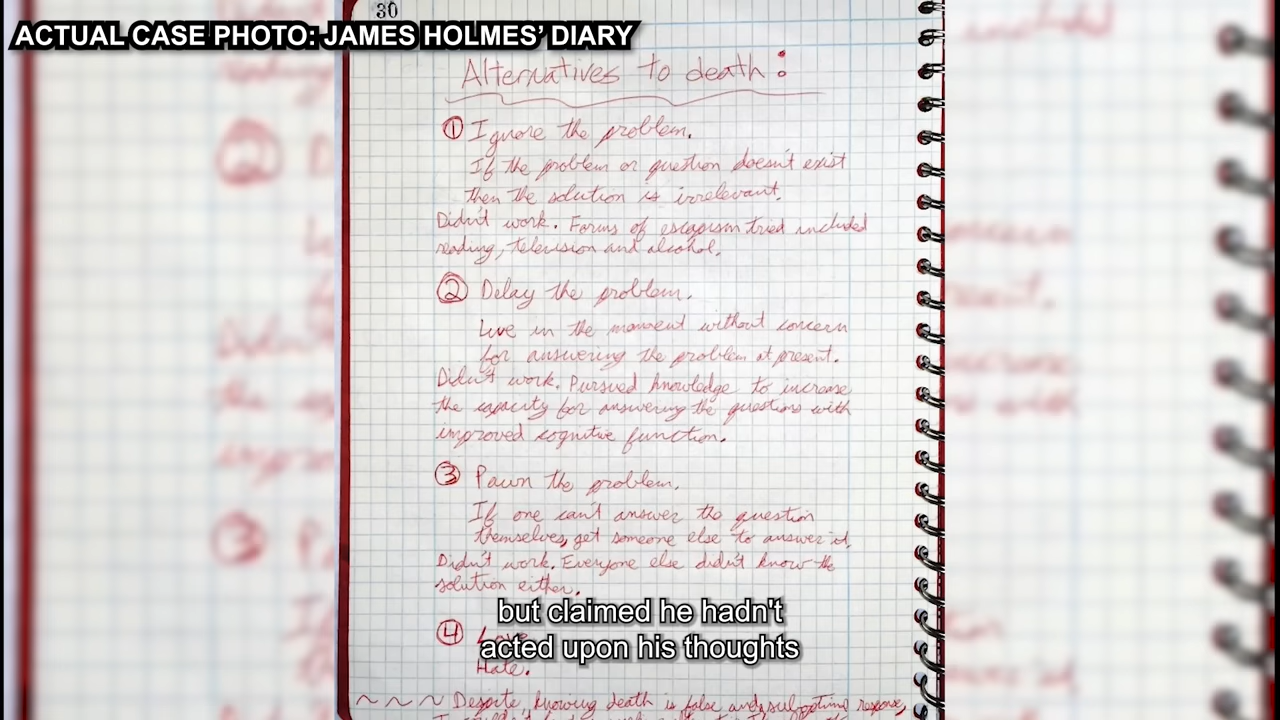 30
ACTUAL CASE PHOTO: JAMES HOLMES' DIARY
Alternatives to death:
① Ignore the problem.
If the problem or question doesn't exist
then the solution is irrelevant.
Didn't work. Forms of escapism tried included
reading, television and alcohol.
② Delay the problem.
Live in the moment without concern
for answering the problem at present.
Didn't work. Pursued knowledge to increase
the capacity for answering the questions with
improved cognitive function.
③ Pawn the problem.
If one can't answer the question
themselves, get someone else to answer it.
Didn't work. Everyone else didn't know the
solution either.
but claimed he hadn't
④ Love.
acted upon his thoughts
Hate.
~ ~ ~ Despite knowing death is false and suboptimal response,